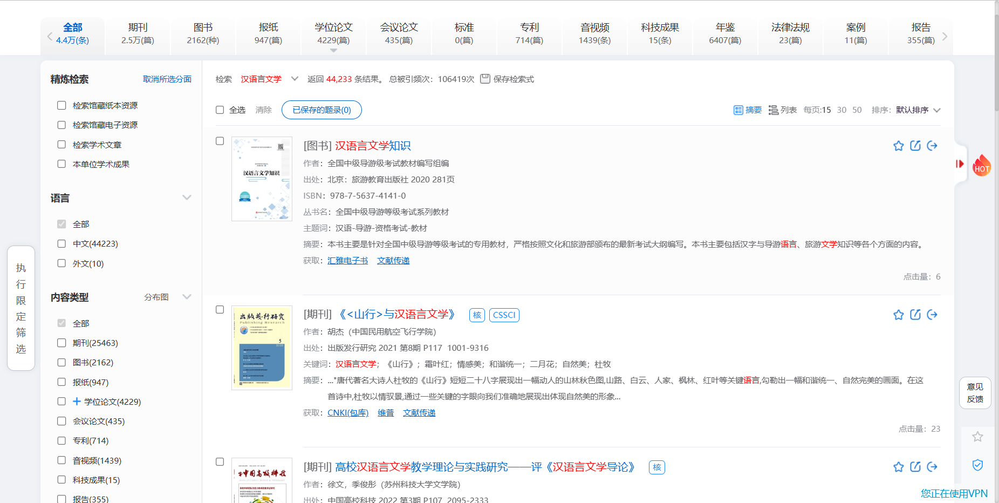 全部 期刊 图书 报纸 学位论文 会议论文 标准 专利 音视频 科技成果 年鉴 法律法规 案例 报告
4.4万(条) 2.5万(篇) 2162(种) 947(篇) 4229(篇) 435(篇) 0(篇) 714(篇) 1439(条) 15(条) 6407(篇) 23(篇) 11(篇) 355(篇)
精炼检索 取消所选分面
检索馆藏纸本资源
检索馆藏电子资源
检索学术文章
本单位学术成果
语言
全部
中文(44223)
外文(10)
内容类型 分布图
全部
期刊(25463)
图书(2162)
报纸(947)
学位论文(4229)
会议论文(435)
专利(714)
音视频(1439)
科技成果(15)
报告(355)
执行限定筛选
检索 汉语言文学 返回 44,233 条结果。 总被引频次：106419次 保存检索式
全选 清除 已保存的题录(0) 摘要 列表 每页:15 30 50 排序：默认排序
汉语言文学知识
[图书] 汉语言文学知识
作者：全国中级导游级考试教材编写组编
出处：北京：旅游教育出版社 2020 281页
ISBN：978-7-5637-4141-0
丛书名：全国中级导游等级考试系列教材
主题词：汉语-导游-资格考试-教材
摘要：本书主要是针对全国中级导游等级考试的专用教材，严格按照文化和旅游部颁布的最新考试大纲编写。本书主要包括汉字与导游语言、旅游文学知识等各个方面的内容。
获取：汇雅电子书 文献传递
点击量：6
出版发行研究
Publishing Research
5
[期刊] 《<山行>与汉语言文学》 核 CSSCI
作者：胡杰（中国民用航空飞行学院）
出处：出版发行研究 2021 第8期 P117 1001-9316
关键词：汉语言文学；《山行》；霜叶红；情感美；和谐统一；二月花；自然美；杜牧
摘要：..."唐代著名大诗人杜牧的《山行》短短二十八字展现出一幅动人的山林秋色图,山路、白云、人家、枫林、红叶等关键语言,勾勒出一幅和谐统一、自然完美的画面。在这
首诗中,杜牧以情驭景,通过一些关键的字眼向我们准确地展现出体现自然美的形象...
获取：CNKI(包库) 维普 文献传递
点击量：23
中国高校科技
[期刊] 高校汉语言文学教学理论与实践研究——评《汉语言文学导论》 核
作者：徐文，季俊彤（苏州科技大学文学院）
出处：中国高校科技 2022 第3期 P107 2095-2333
HOT
意见
反馈
您正在使用VPN